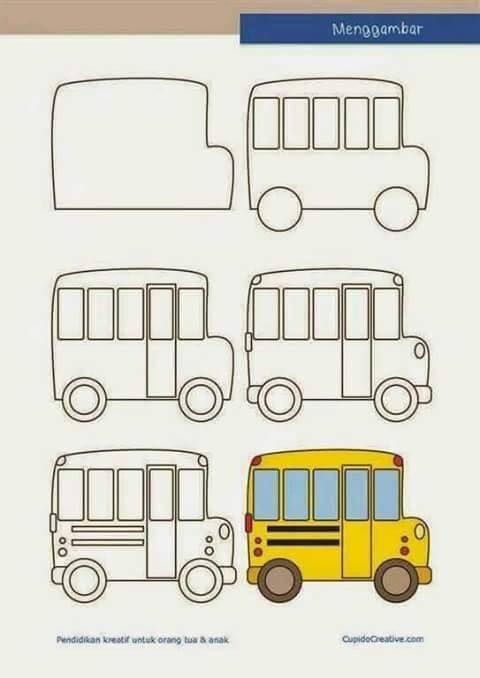 Menggambar
Pendidikan kreatif untuk orang tua & anak
CupidoCreative.com